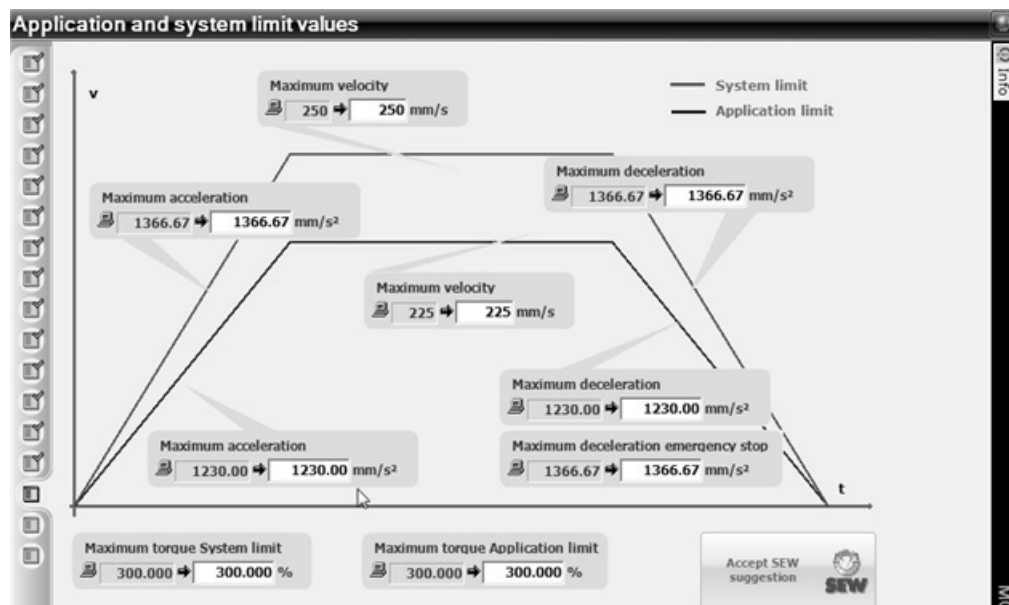 Application and system limit values
Info
v
Maximum velocity
250 250 mm/s
System limit
Application limit
Maximum deceleration
1366.67 1366.67 mm/s²
Maximum acceleration
1366.67 1366.67 mm/s²
Maximum velocity
225 225 mm/s
Maximum deceleration
1230.00 1230.00 mm/s²
Maximum acceleration
1230.00 1230.00 mm/s²
Maximum deceleration emergency stop
1366.67 1366.67 mm/s²
t
Maximum torque System limit
300.000 300.000 %
Maximum torque Application limit
300.000 300.000 %
Accept SEW
suggestion
SEW